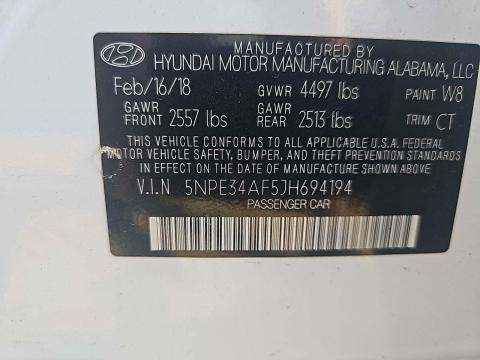 MANUFACTURED BY
HYUNDAI MOTOR MANUFACTURING ALABAMA, LLC
Feb/16/18 GVWR 4497 lbs PAINT W8
GAWR FRONT 2557 lbs GAWR REAR 2513 lbs TRIM CT
THIS VEHICLE CONFORMS TO ALL APPLICABLE U.S.A. FEDERAL
MOTOR VEHICLE SAFETY, BUMPER, AND THEFT PREVENTION STANDARDS
IN EFFECT ON THE DATE OF MANUFACTURE SHOWN ABOVE.
V.I.N 5NPE34AF5JH694194
PASSENGER CAR